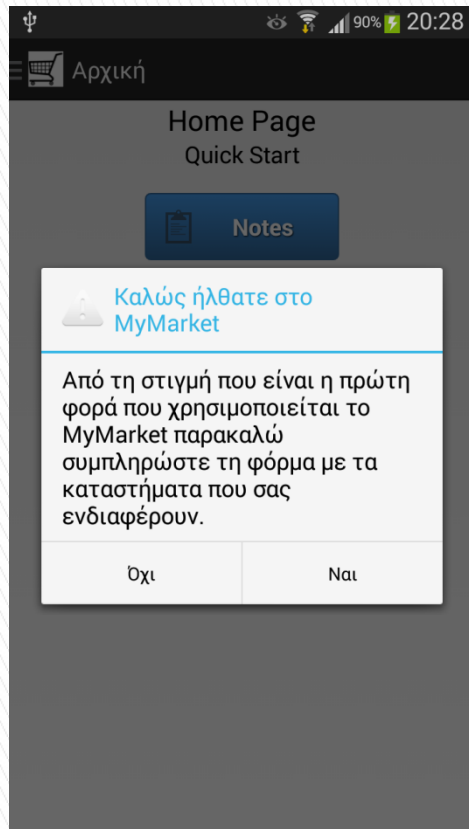 90% 20:28
Αρχική
Home Page
Quick Start
Notes
Καλώς ήλθατε στο
MyMarket
Από τη στιγμή που είναι η πρώτη
φορά που χρησιμοποιείται το
MyMarket παρακαλώ
συμπληρώστε τη φόρμα με τα
καταστήματα που σας
ενδιαφέρουν.
Όχι Ναι